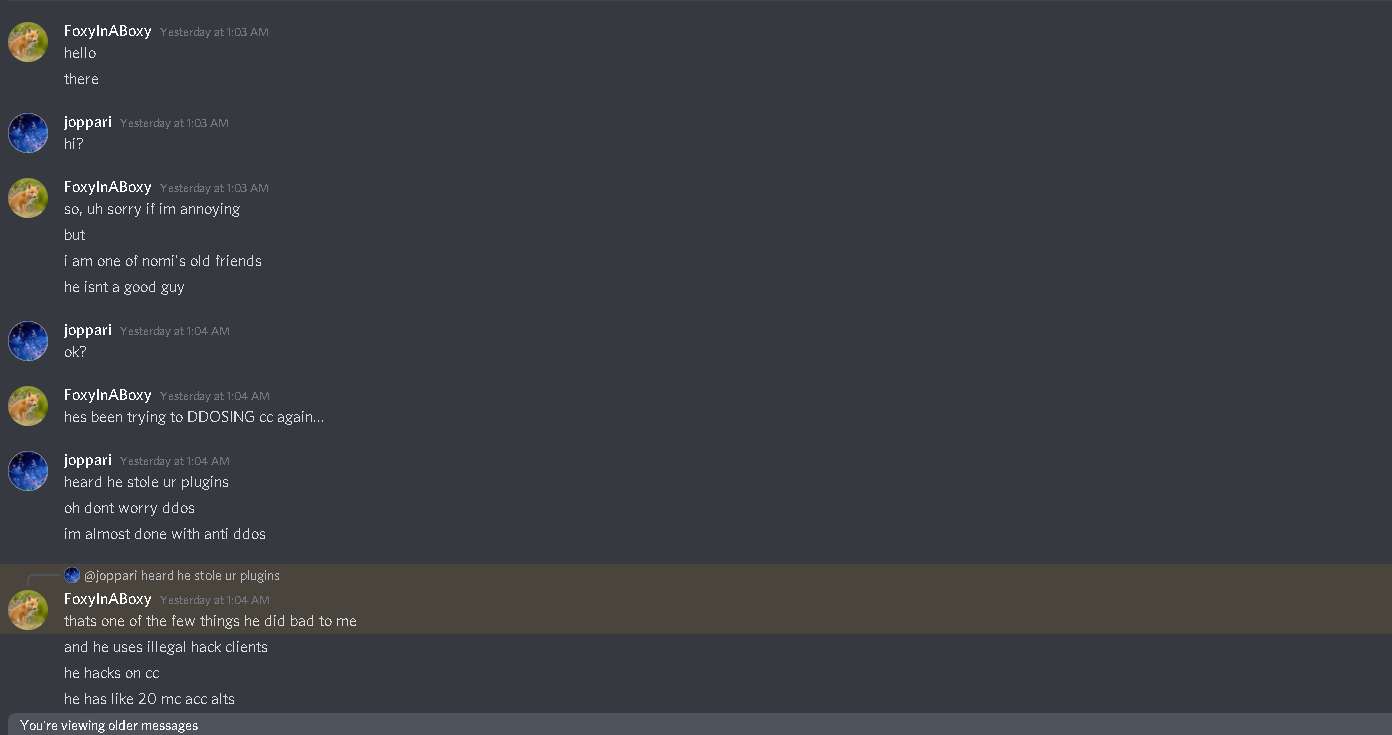 FoxyInABoxy Yesterday at 1:03 AM
hello
there
joppari Yesterday at 1:03 AM
hi?
FoxyInABoxy Yesterday at 1:03 AM
so, uh sorry if im annoying
but
i am one of nomi's old friends
he isnt a good guy
joppari Yesterday at 1:04 AM
ok?
FoxyInABoxy Yesterday at 1:04 AM
hes been trying to DDOSING cc again...
joppari Yesterday at 1:04 AM
heard he stole ur plugins
oh dont worry ddos
im almost done with anti ddos
@joppari heard he stole ur plugins
FoxyInABoxy Yesterday at 1:04 AM
thats one of the few things he did bad to me
and he uses illegal hack clients
he hacks on cc
he has like 20 mc acc alts
You're viewing older messages